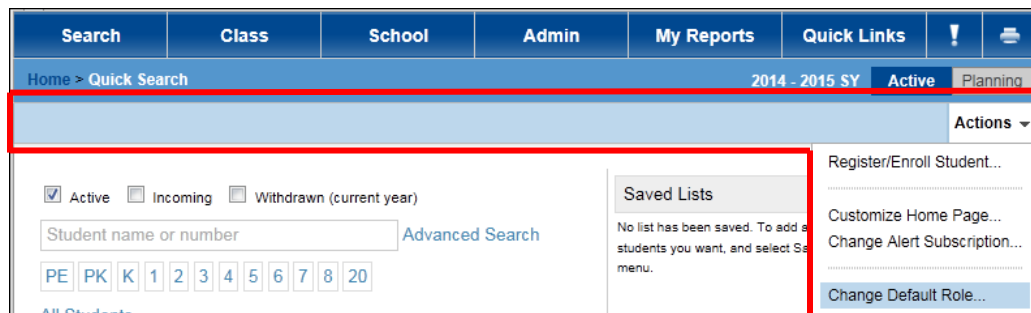 Search Class School Admin My Reports Quick Links !
Home > Quick Search 2014 - 2015 SY Active Planning
Actions
Register/Enroll Student...
Active Incoming Withdrawn (current year)
Saved Lists
Customize Home Page...
Student name or number Advanced Search
No list has been saved. To add a
Change Alert Subscription...
students you want, and select Sa
menu.
PE PK K 1 2 3 4 5 6 7 8 20
Change Default Role...
All Students